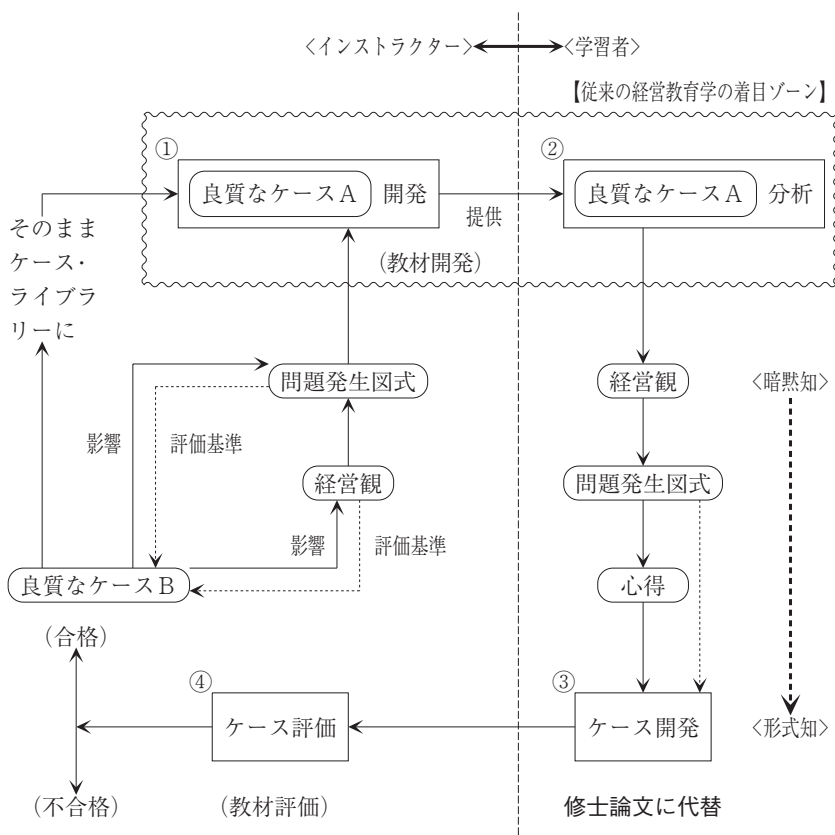 〈インストラクター〉
〈学習者〉
【従来の経営教育学の着目ゾーン】
①
良質なケースA 開発
提供
②
良質なケースA 分析
(教材開発)
そのまま
ケース・
ライブラ
リーに
問題発生図式
経営観
〈暗黙知〉
影響
評価基準
経営観
問題発生図式
影響
評価基準
良質なケースB
心得
(合格)
④
③
ケース評価
ケース開発
〈形式知〉
(不合格)
(教材評価)
修士論文に代替